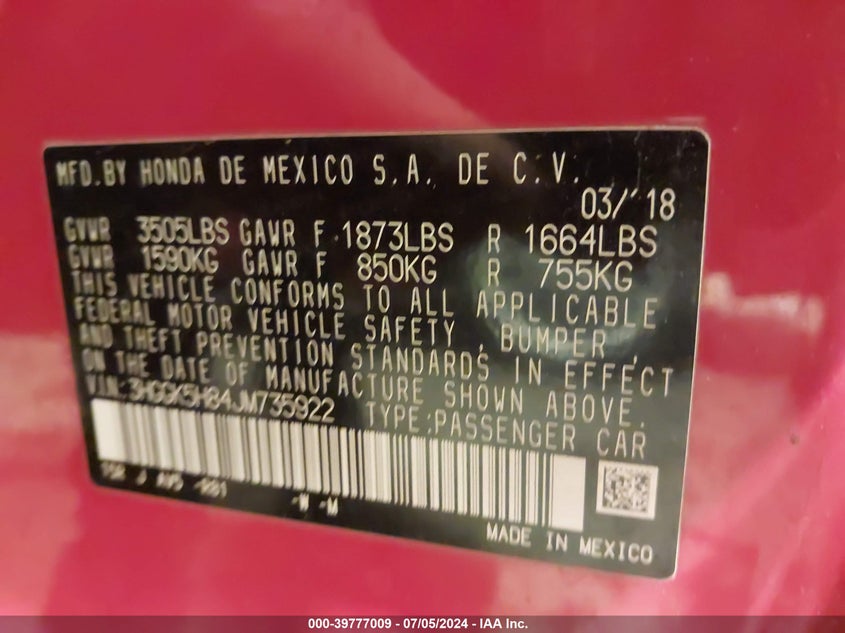 MFD.BY HONDA DE MEXICO S.A. DE C.V.
03/'18
GVWR 3505LBS GAWR F 1873LBS R 1664LBS
GVWR 1590KG GAWR F 850KG R 755KG
THIS VEHICLE CONFORMS TO ALL APPLICABLE
FEDERAL MOTOR VEHICLE SAFETY, BUMPER,
AND THEFT PREVENTION STANDARDS IN EFFECT
ON THE DATE OF MANUFACTURE SHOWN ABOVE.
VIN: 3HGGK5H84JM735922 TYPE:PASSENGER CAR
-N -M
MADE IN MEXICO
000-39777009 - 07/05/2024 - IAA Inc.